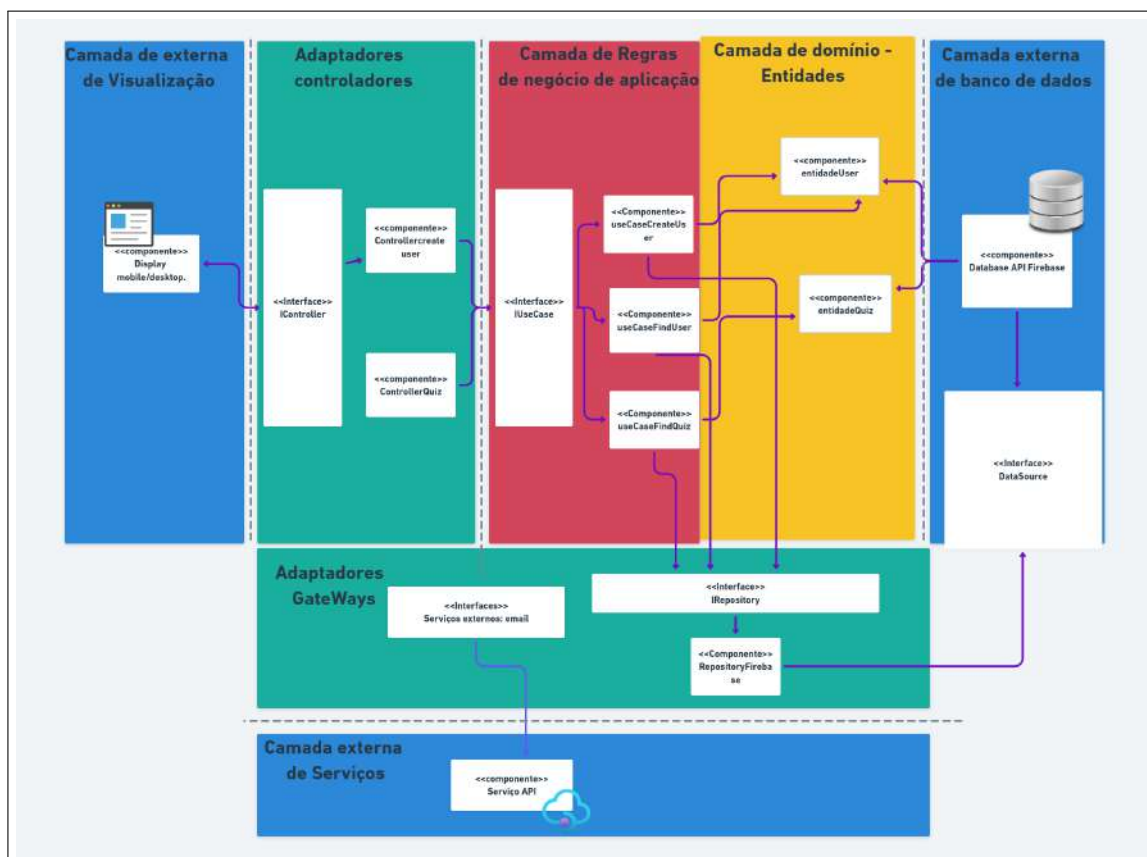 Camada de externa
de Visualização
Adaptadores
controladores
Camada de Regras
de negócio de aplicação
Camada de domínio -
Entidades
Camada externa
de banco de dados
<<componente>>
Display
mobile/desktop.
<<Interface>>
IController
<<componente>>
Controllercreate
user
<<componente>>
ControllerQuiz
<<Interface>>
IUseCase
<<Componente>>
useCaseCreateUs
er
<<Componente>>
useCaseFindUser
<<Componente>>
useCaseFindQuiz
<<componente>>
entidadeUser
<<componente>>
entidadeQuiz
<<componente>>
Database API Firebase
<<Interface>>
DataSource
Adaptadores
GateWays
<<Interfaces>>
Serviços externos: email
<<Interface>>
IRepository
<<Componente>>
RepositoryFireba
se
Camada externa
de Serviços
<<componente>>
Serviço API